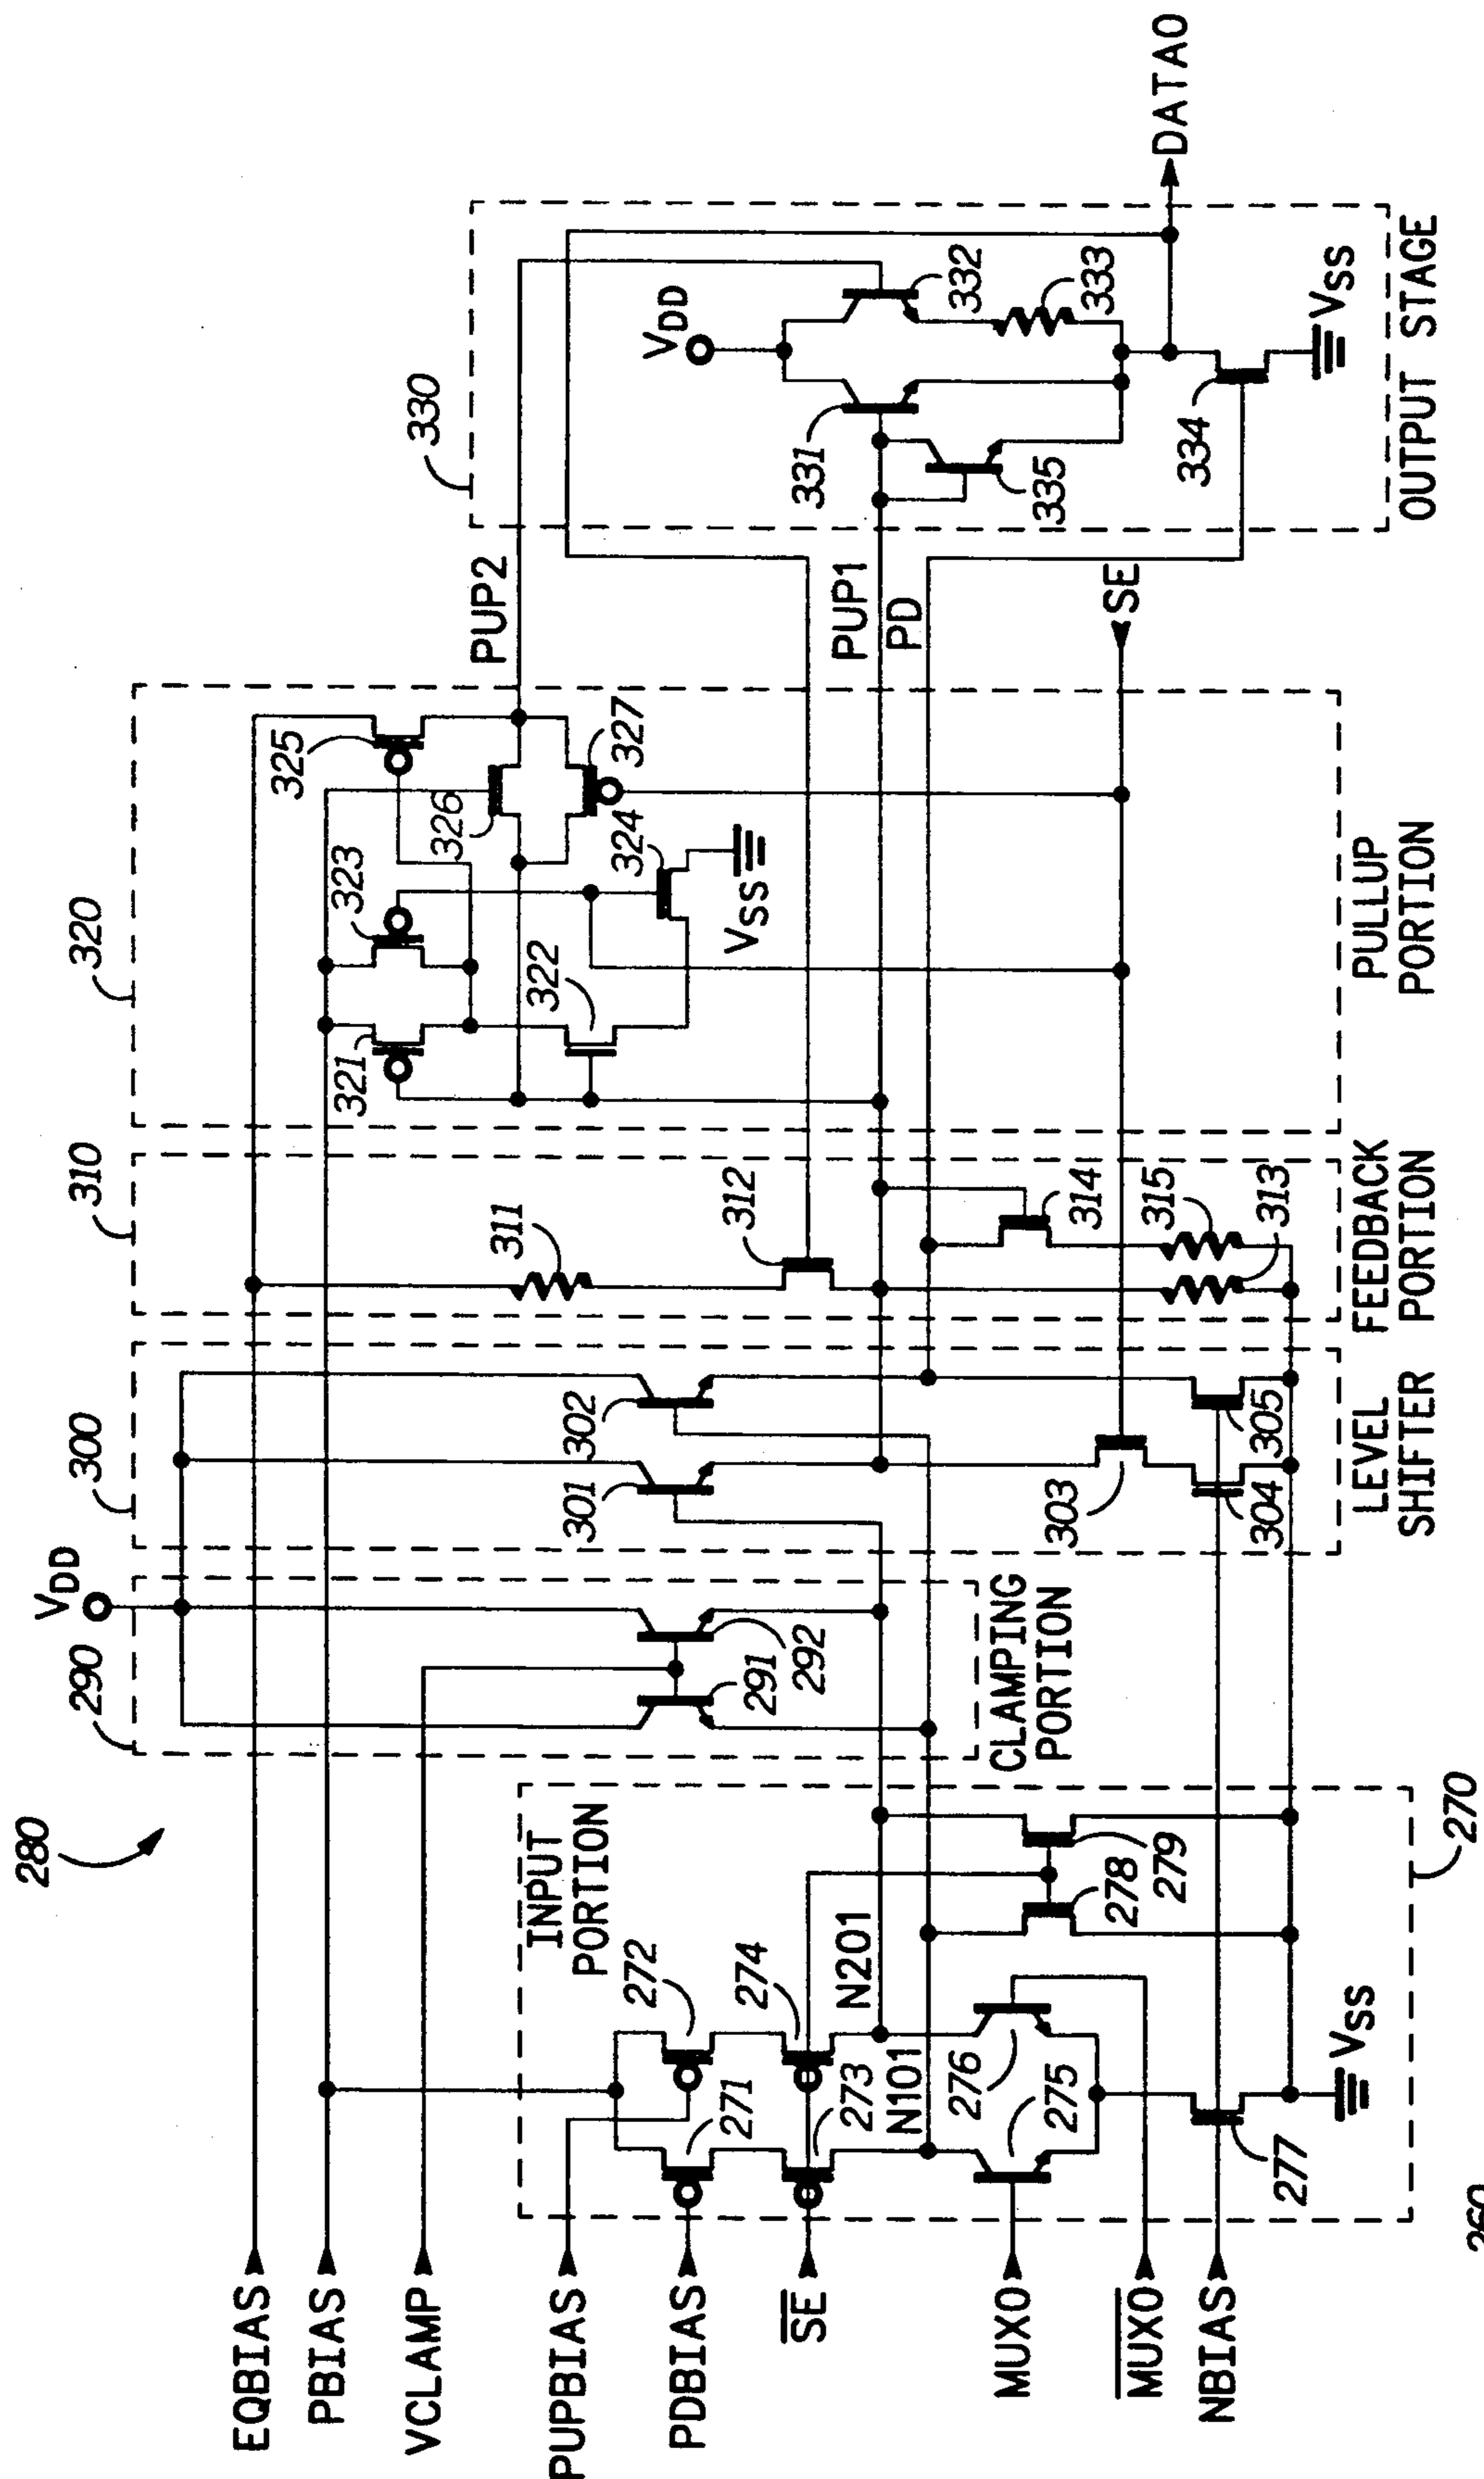 280
EQBIAS
PBIAS
VCLAMP
PUPBIAS
PDBIAS
SE
MUX0
MUX0
NBIAS
INPUT
PORTION
271
272
273
274
N101
N201
275
276
277
278
279
VSS
270
290
VDD
291
292
CLAMPING
PORTION
300
301
302
303
304
305
LEVEL
SHIFTER
310
311
312
313
314
315
FEEDBACK
PORTION
320
321
322
323
324
325
326
327
VSS
PULLUP
PORTION
PUP2
PUP1
PD
SE
330
VDD
331
332
333
334
335
VSS
OUTPUT STAGE
DATA0